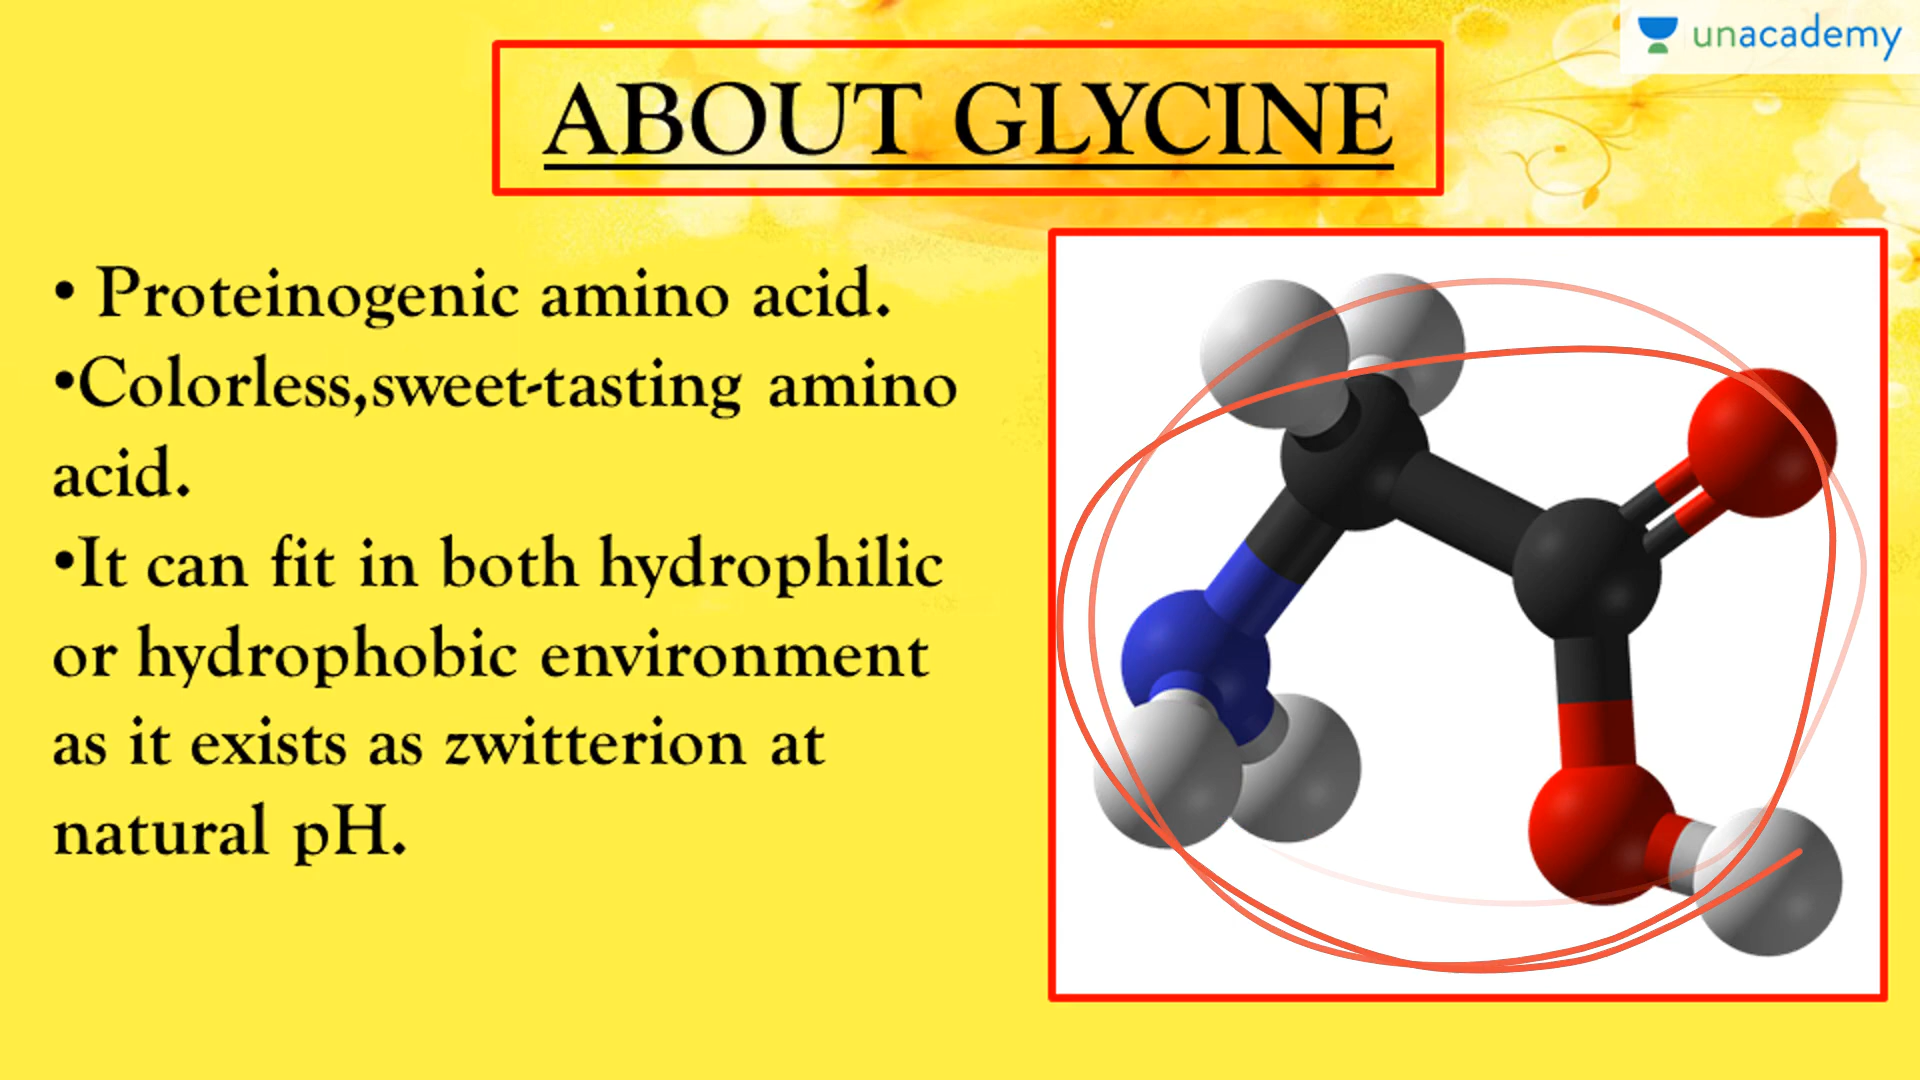 unacademy
ABOUT GLYCINE
• Proteinogenic amino acid.
•Colorless,sweet-tasting amino
acid.
•It can fit in both hydrophilic
or hydrophobic environment
as it exists as zwitterion at
natural pH.